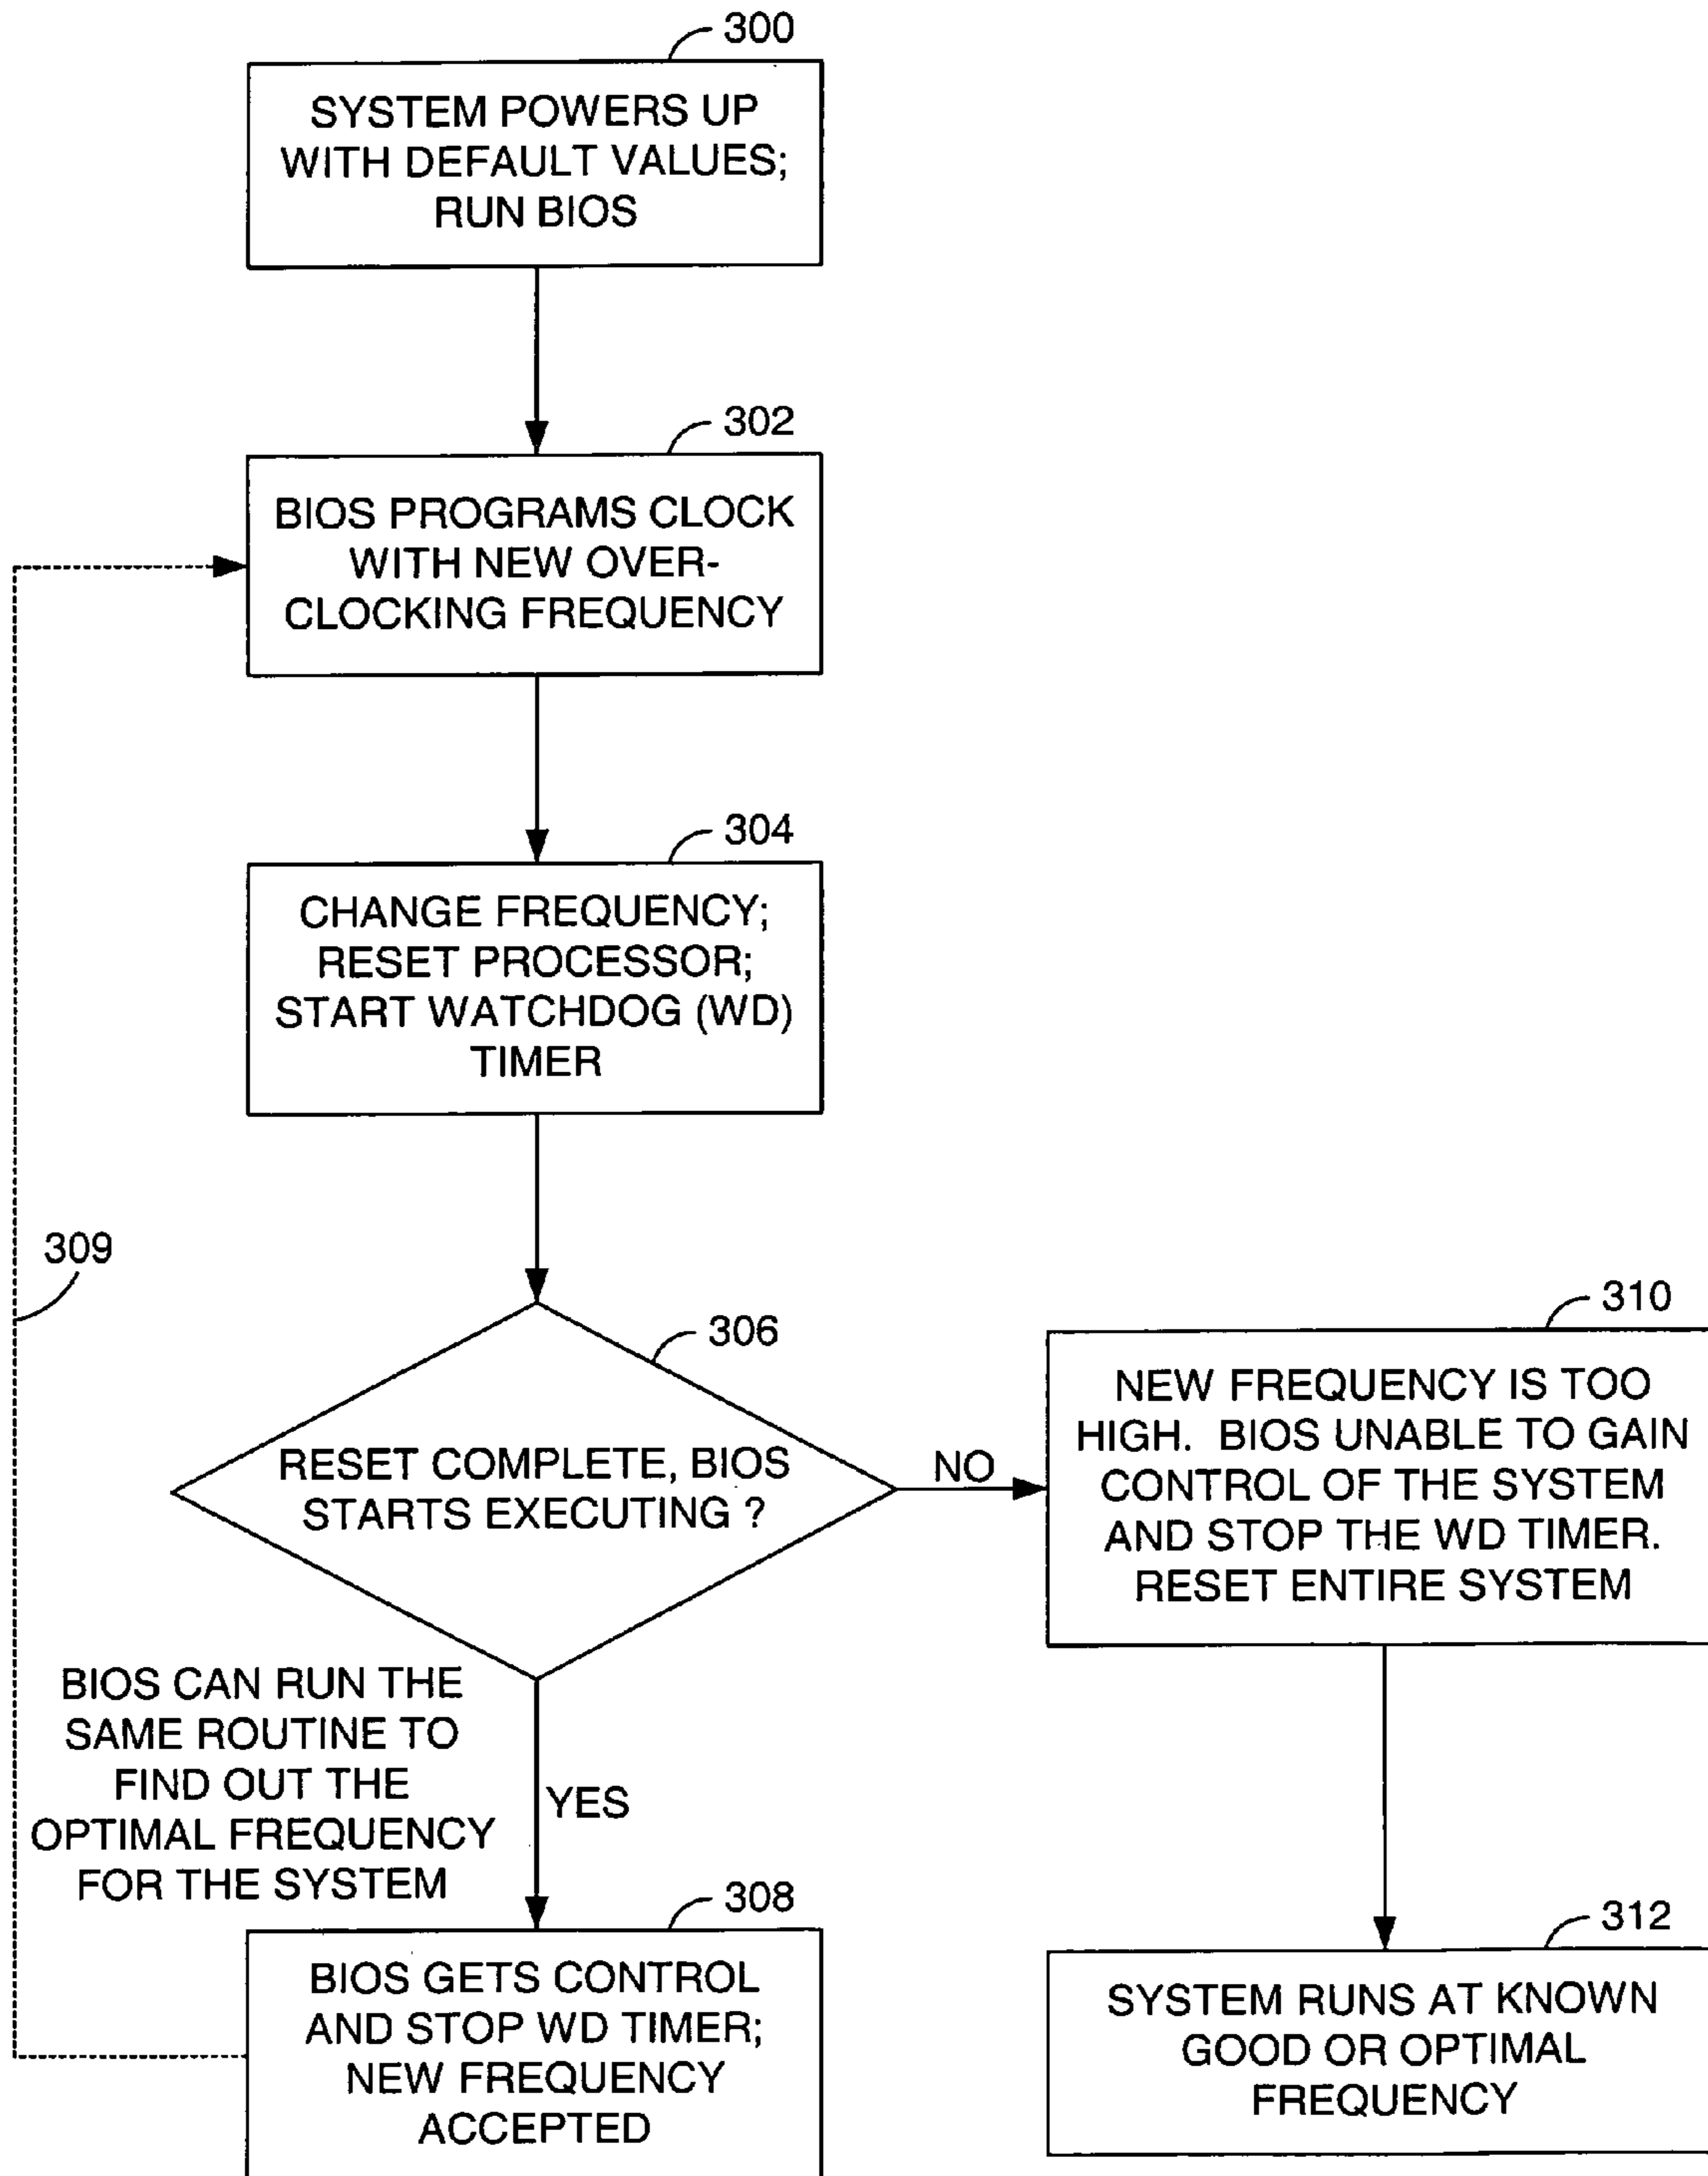 300
SYSTEM POWERS UP
WITH DEFAULT VALUES;
RUN BIOS
302
BIOS PROGRAMS CLOCK
WITH NEW OVER-
CLOCKING FREQUENCY
304
CHANGE FREQUENCY;
RESET PROCESSOR;
START WATCHDOG (WD)
TIMER
309
306
RESET COMPLETE, BIOS
STARTS EXECUTING ?
NO
310
NEW FREQUENCY IS TOO
HIGH. BIOS UNABLE TO GAIN
CONTROL OF THE SYSTEM
AND STOP THE WD TIMER.
RESET ENTIRE SYSTEM
BIOS CAN RUN THE
SAME ROUTINE TO
FIND OUT THE
OPTIMAL FREQUENCY
FOR THE SYSTEM
YES
308
BIOS GETS CONTROL
AND STOP WD TIMER;
NEW FREQUENCY
ACCEPTED
312
SYSTEM RUNS AT KNOWN
GOOD OR OPTIMAL
FREQUENCY